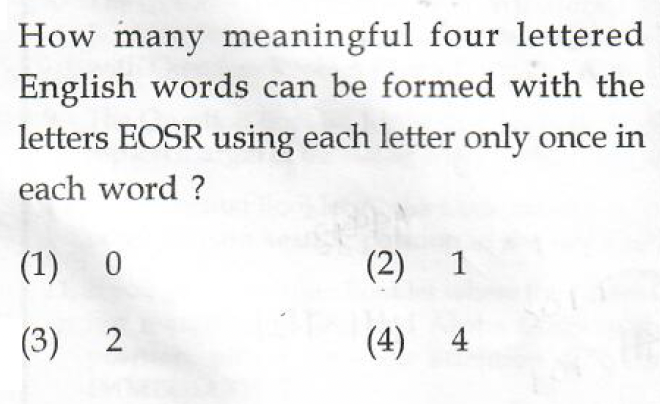 How many meaningful four lettered
English words can be formed with the
letters EOSR using each letter only once in
each word ?
(1) 0 (2) 1
(3) 2 (4) 4